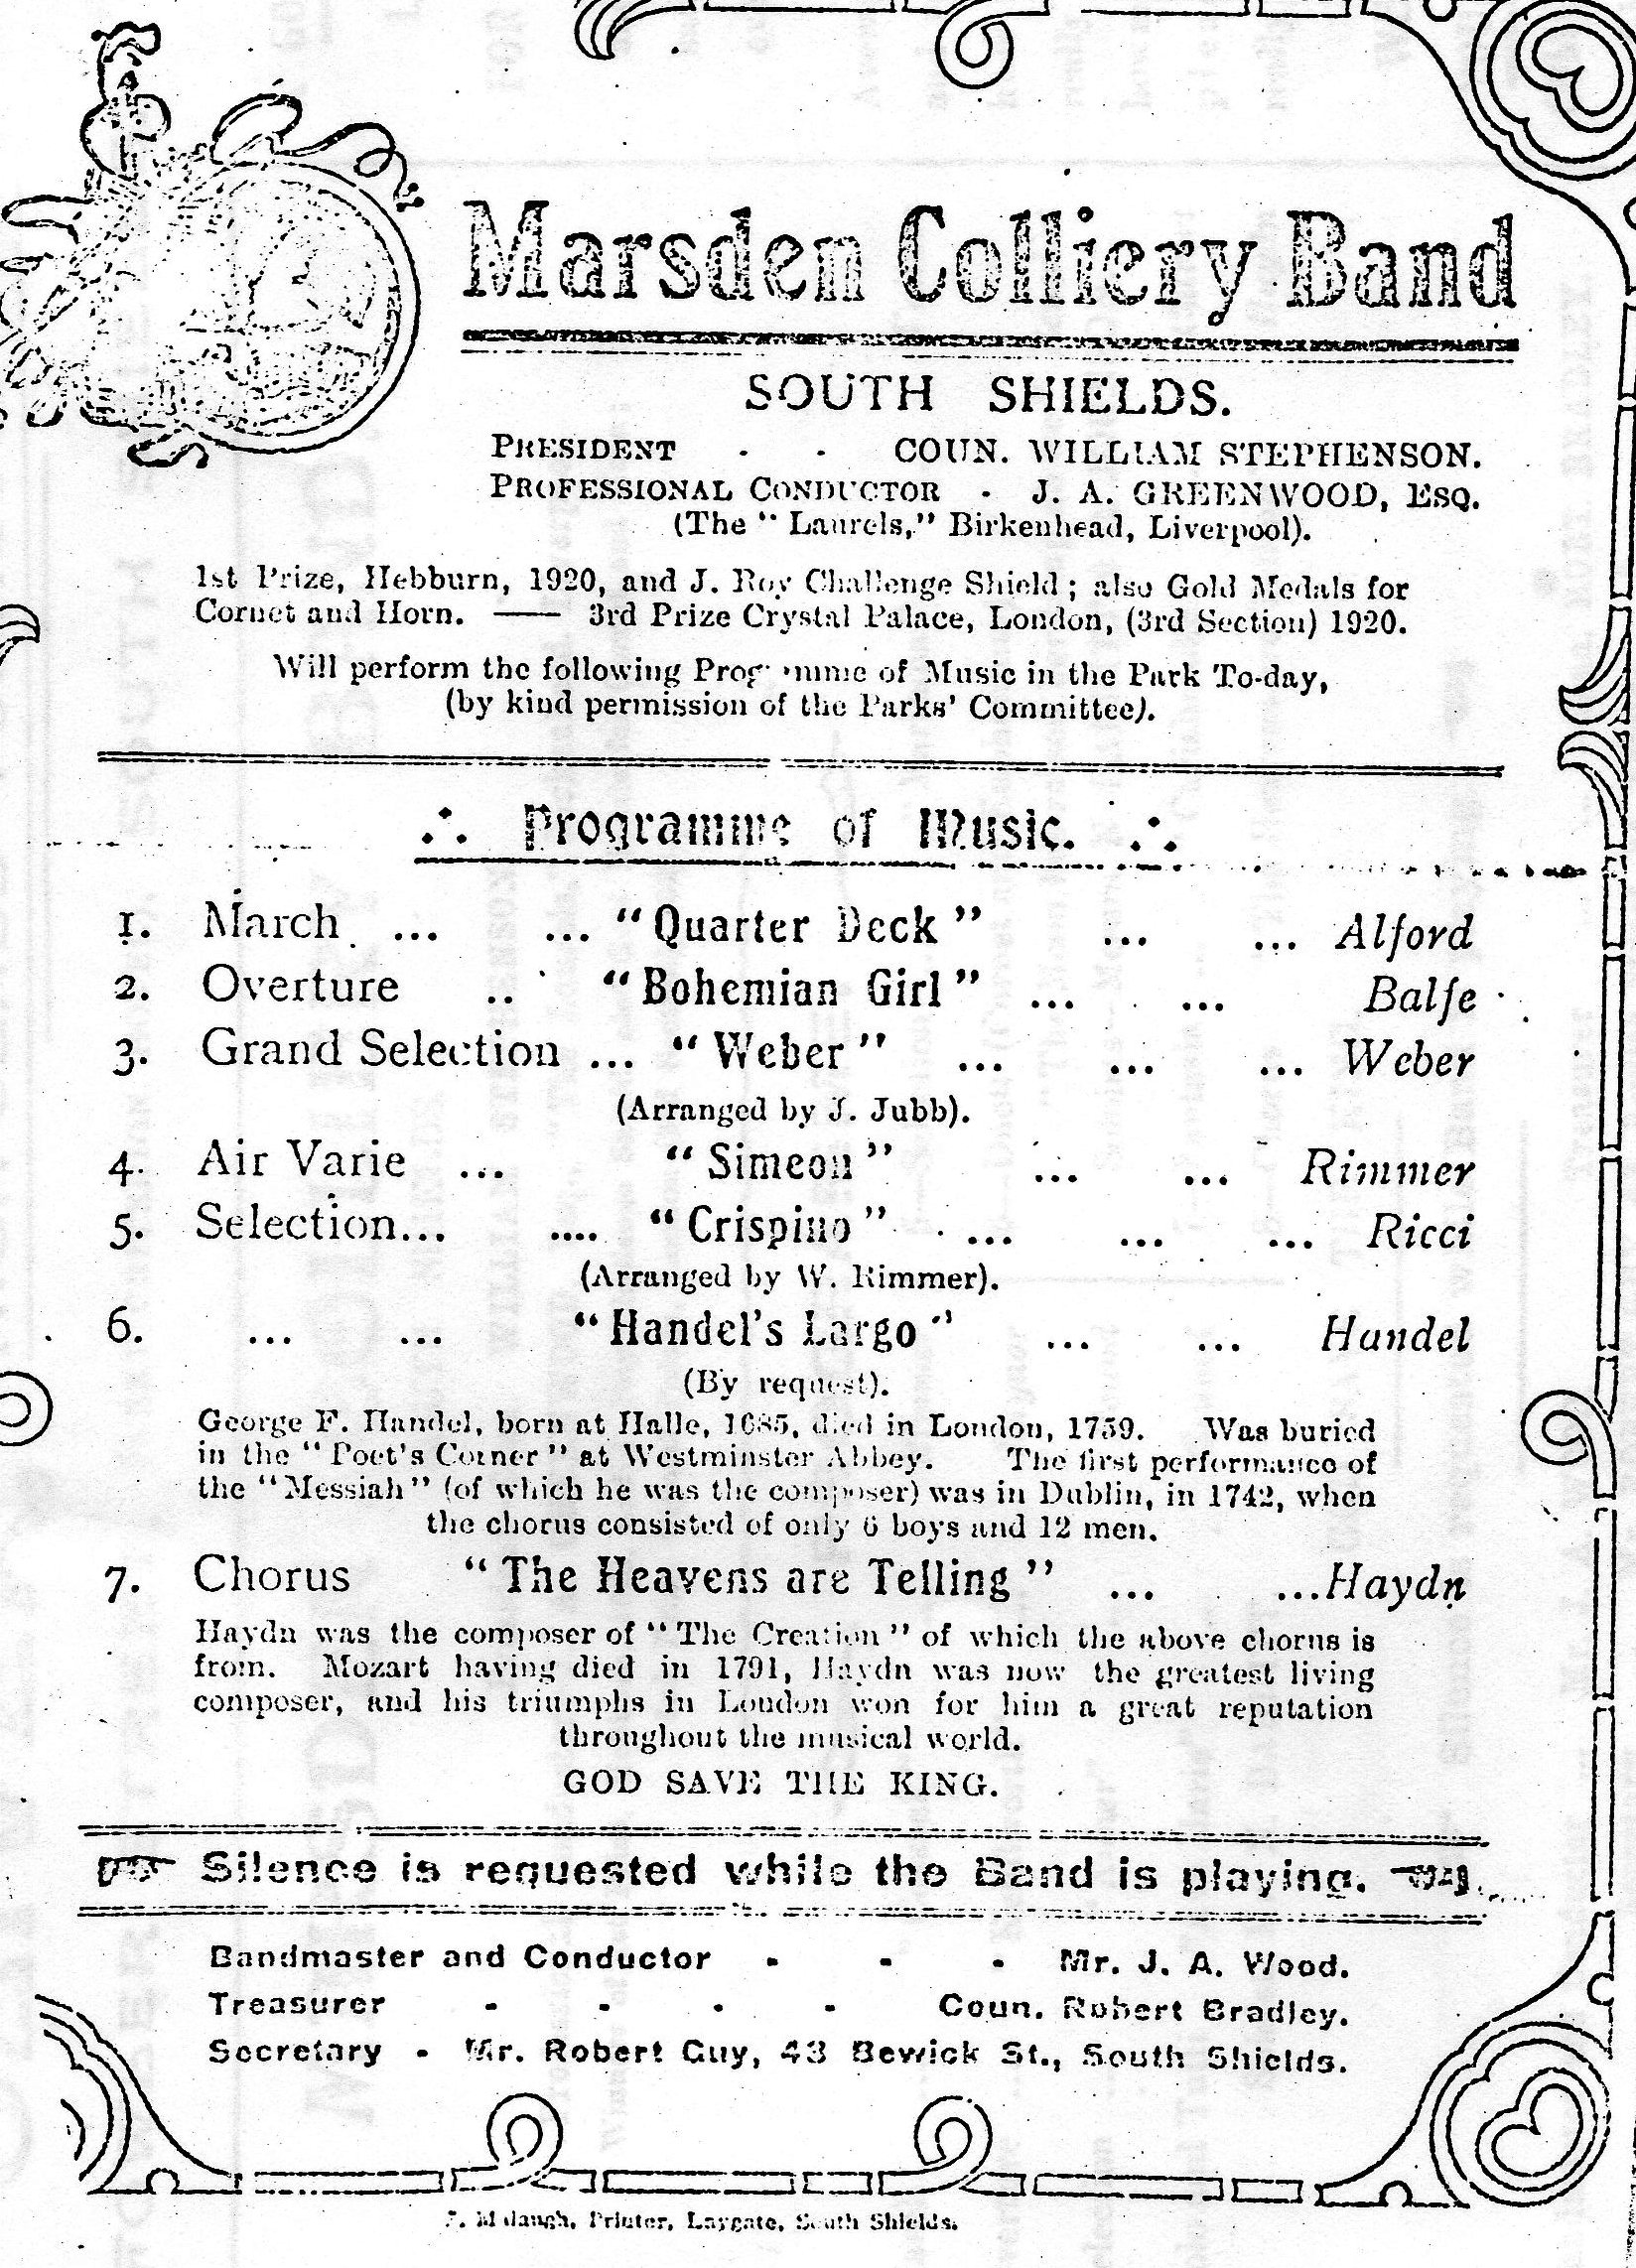 Marsden Colliery Band
SOUTH SHIELDS.
PRESIDENT - - COUN. WILLIAM STEPHENSON.
PROFESSIONAL CONDUCTOR - J. A. GREENWOOD, ESQ.
(The "Laurels," Birkenhead, Liverpool).
1st Prize, Hebburn, 1920, and J. Roy Challenge Shield; also Gold Medals for
Cornet and Horn. —— 3rd Prize Crystal Palace, London, (3rd Section) 1920.
Will perform the following Programme of Music in the Park To-day,
(by kind permission of the Parks' Committee).
∴ Programme of Music. ∴
1. March ... ... "Quarter Deck" ... ... Alford
2. Overture .. "Bohemian Girl" ... ... Balfe
3. Grand Selection ... "Weber" ... ... ... Weber
(Arranged by J. Jubb).
4. Air Varie ... "Simeon" ... ... Rimmer
5. Selection... .... "Crispino" ... ... ... Ricci
(Arranged by W. Rimmer).
6. ... ... "Handel's Largo" ... ... Handel
(By request).
George F. Handel, born at Halle, 1685, died in London, 1759. Was buried
in the "Poet's Corner" at Westminster Abbey. The first performance of
the "Messiah" (of which he was the composer) was in Dublin, in 1742, when
the chorus consisted of only 6 boys and 12 men.
7. Chorus "The Heavens are Telling" ... ...Haydn
Haydn was the composer of "The Creation" of which the above chorus is
from. Mozart having died in 1791, Haydn was now the greatest living
composer, and his triumphs in London won for him a great reputation
throughout the musical world.
GOD SAVE THE KING.
Silence is requested while the Band is playing.
Bandmaster and Conductor - - - Mr. J. A. Wood.
Treasurer - - - - Coun. Robert Bradley.
Secretary - Mr. Robert Guy, 43 Bewick St., South Shields.
Printer, Laygate, South Shields.